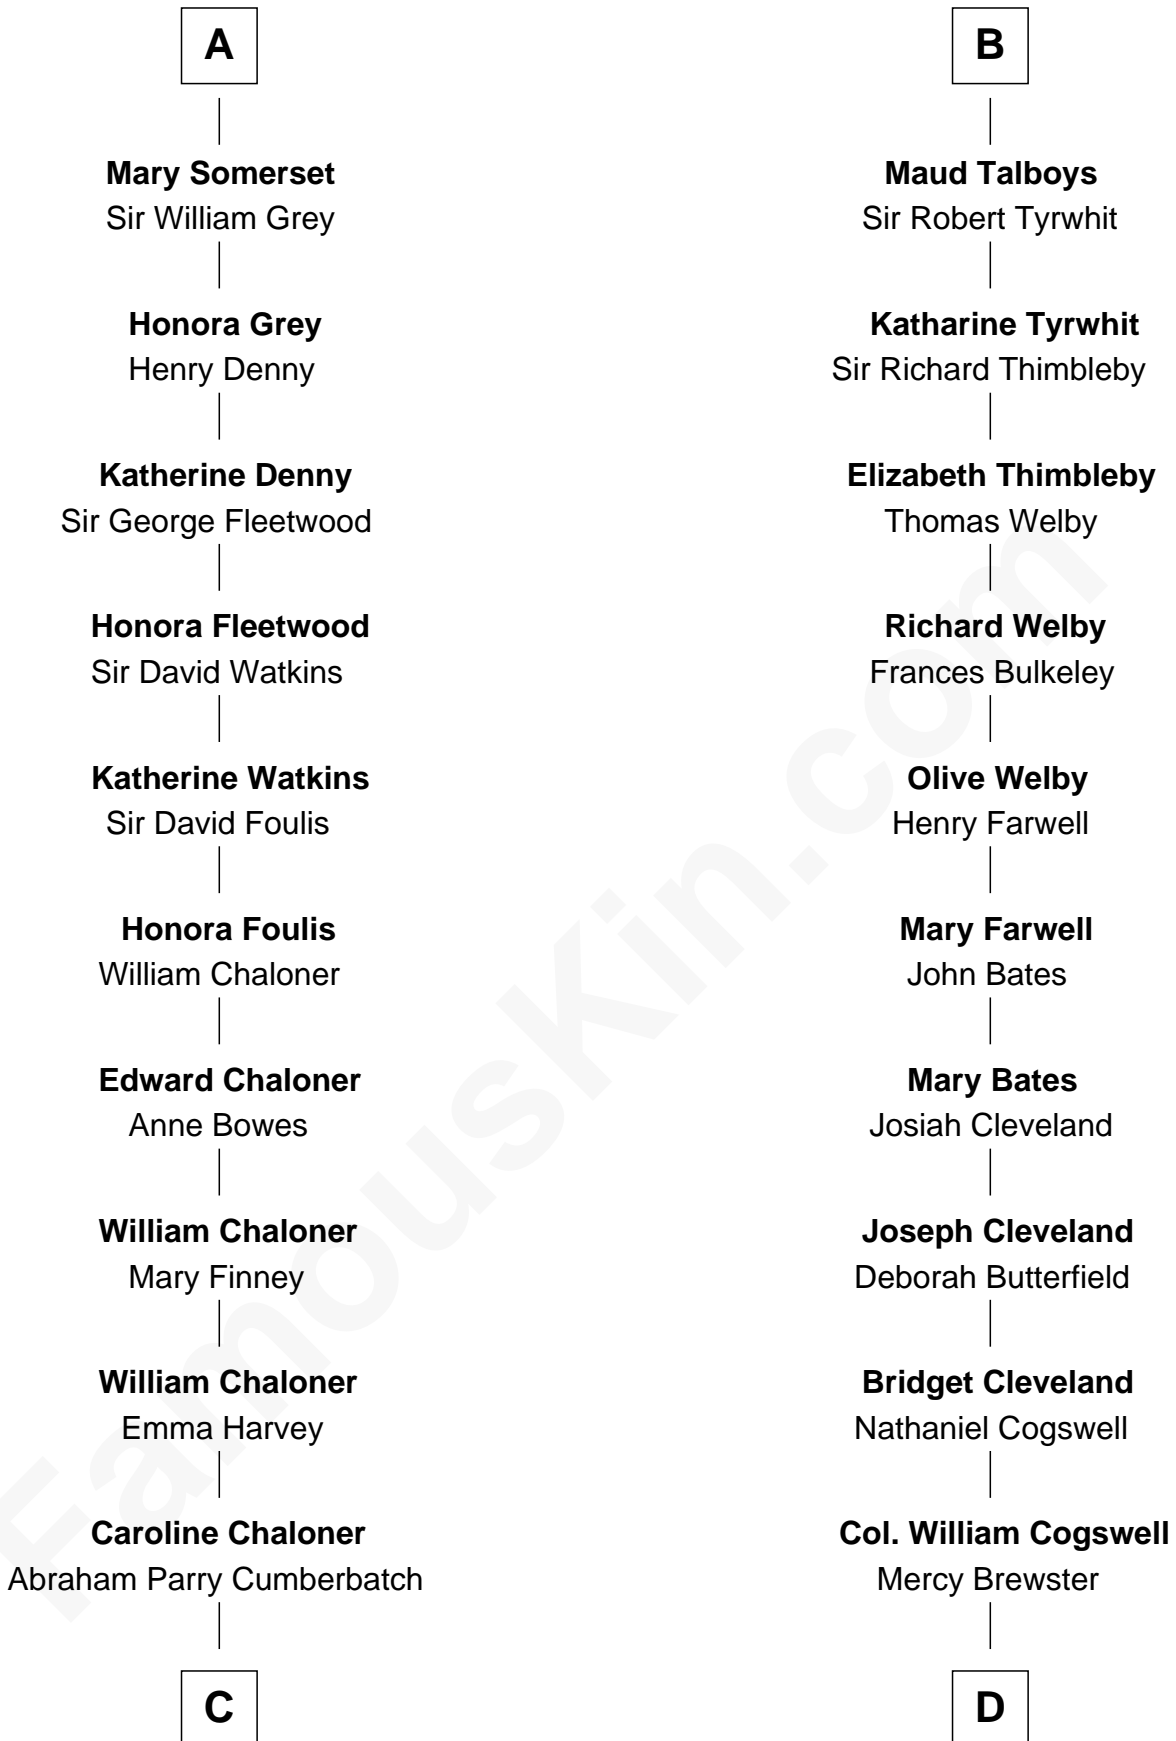 A
Mary Somerset
Sir William Grey
Honora Grey
Henry Denny
Katherine Denny
Sir George Fleetwood
Honora Fleetwood
Sir David Watkins
Katherine Watkins
Sir David Foulis
Honora Foulis
William Chaloner
Edward Chaloner
Anne Bowes
William Chaloner
Mary Finney
William Chaloner
Emma Harvey
Caroline Chaloner
Abraham Parry Cumberbatch
C
B
Maud Talboys
Sir Robert Tyrwhit
Katharine Tyrwhit
Sir Richard Thimbleby
Elizabeth Thimbleby
Thomas Welby
Richard Welby
Frances Bulkeley
Olive Welby
Henry Farwell
Mary Farwell
John Bates
Mary Bates
Josiah Cleveland
Joseph Cleveland
Deborah Butterfield
Bridget Cleveland
Nathaniel Cogswell
Col. William Cogswell
Mercy Brewster
D
FamousKin.com